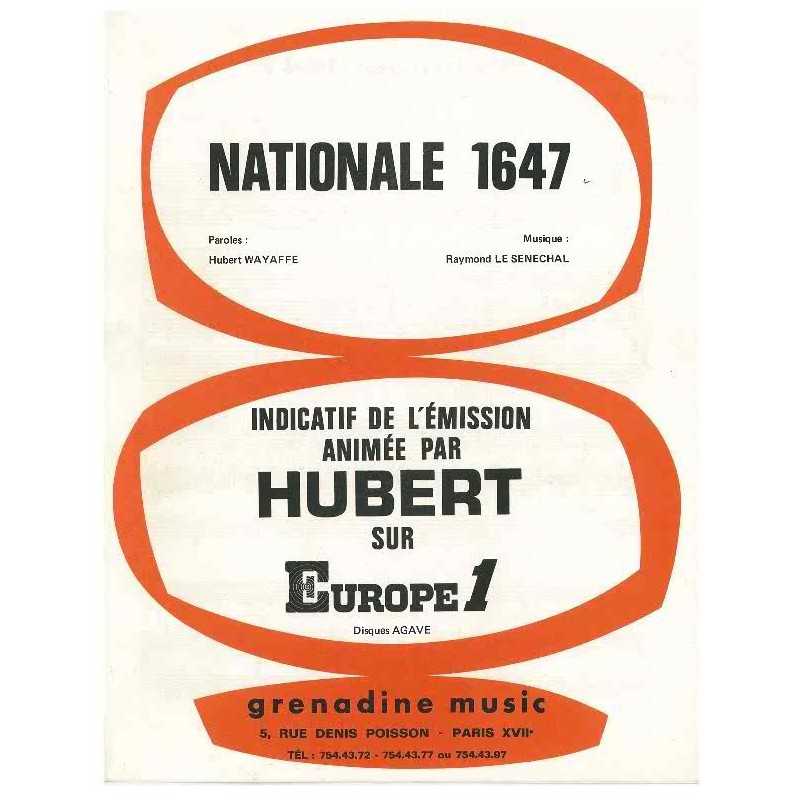 NATIONALE 1647
Paroles : Musique :
Hubert WAYAFFE Raymond LE SENECHAL
INDICATIF DE L'ÉMISSION
ANIMÉE PAR
HUBERT
SUR
EUROPE 1
Disques AGAVE
grenadine music
5, RUE DENIS POISSON - PARIS XVIIe
TÉL : 754.43.72 - 754.43.77 ou 754.43.97